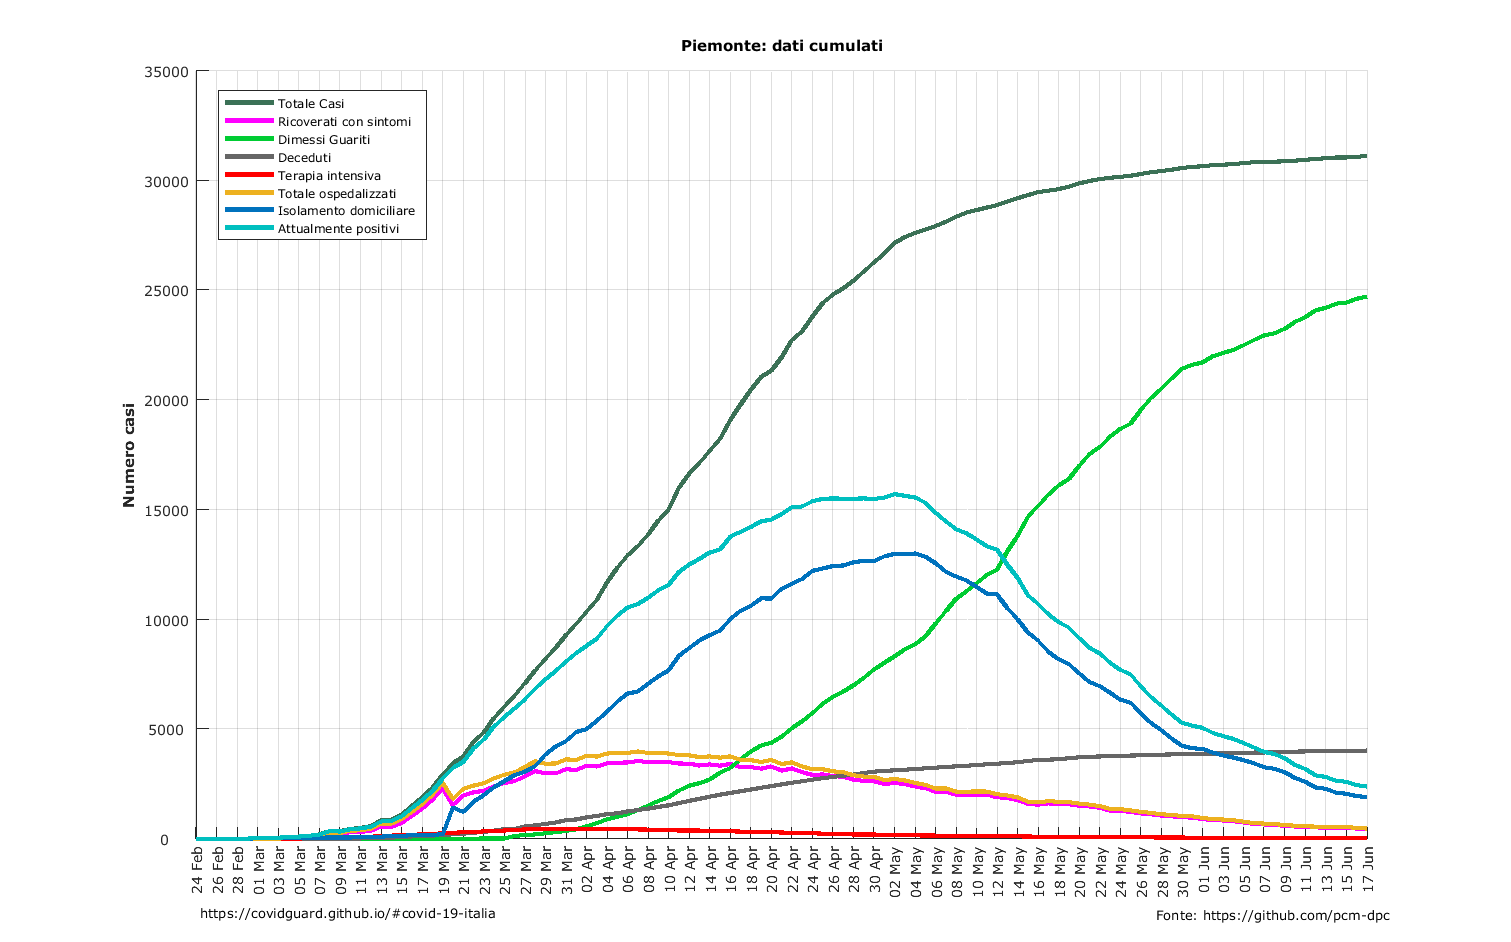 Piemonte: dati cumulati
35000
30000
25000
20000
15000
10000
5000
0
Numero casi
Totale Casi
Ricoverati con sintomi
Dimessi Guariti
Deceduti
Terapia intensiva
Totale ospedalizzati
Isolamento domiciliare
Attualmente positivi
24 Feb
26 Feb
28 Feb
01 Mar
03 Mar
05 Mar
07 Mar
09 Mar
11 Mar
13 Mar
15 Mar
17 Mar
19 Mar
21 Mar
23 Mar
25 Mar
27 Mar
29 Mar
31 Mar
02 Apr
04 Apr
06 Apr
08 Apr
10 Apr
12 Apr
14 Apr
16 Apr
18 Apr
20 Apr
22 Apr
24 Apr
26 Apr
28 Apr
30 Apr
02 May
04 May
06 May
08 May
10 May
12 May
14 May
16 May
18 May
20 May
22 May
24 May
26 May
28 May
30 May
01 Jun
03 Jun
05 Jun
07 Jun
09 Jun
11 Jun
13 Jun
15 Jun
17 Jun
https://covidguard.github.io/#covid-19-italia
Fonte: https://github.com/pcm-dpc